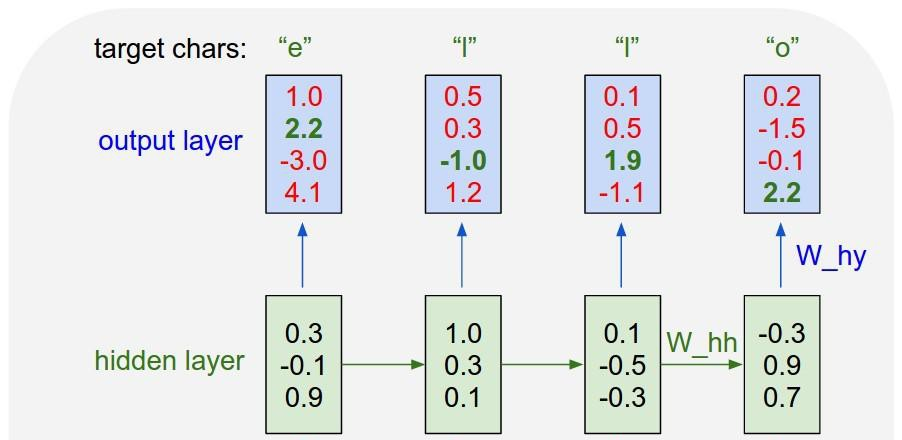 target chars: “e” “l” “l” “o”
1.0 0.5 0.1 0.2
2.2 0.3 0.5 -1.5
output layer -3.0 -1.0 1.9 -0.1
4.1 1.2 -1.1 2.2
W_hy
0.3 1.0 0.1 -0.3
W_hh
hidden layer -0.1 0.3 -0.5 0.9
0.9 0.1 -0.3 0.7